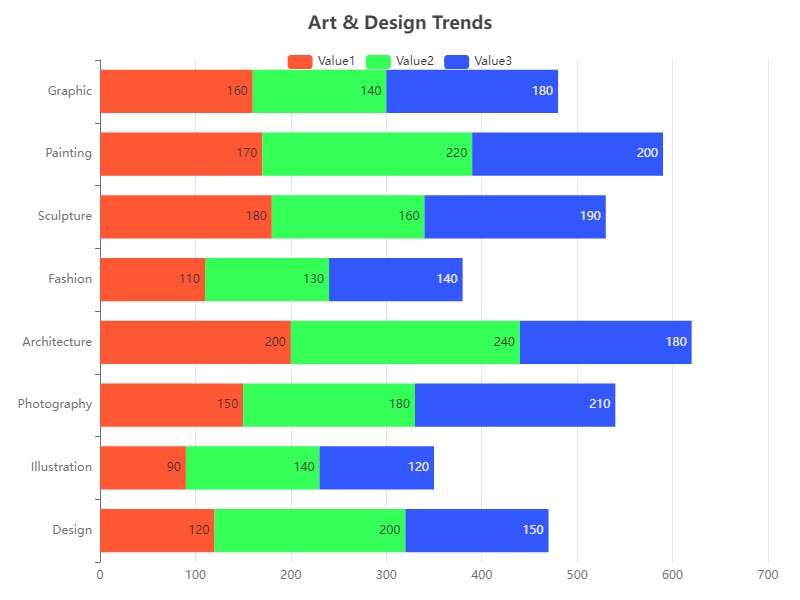 Art & Design Trends
Value1 Value2 Value3
Graphic 160 140 180
Painting 170 220 200
Sculpture 180 160 190
Fashion 110 130 140
Architecture 200 240 180
Photography 150 180 210
Illustration 90 140 120
Design 120 200 150
0 100 200 300 400 500 600 700